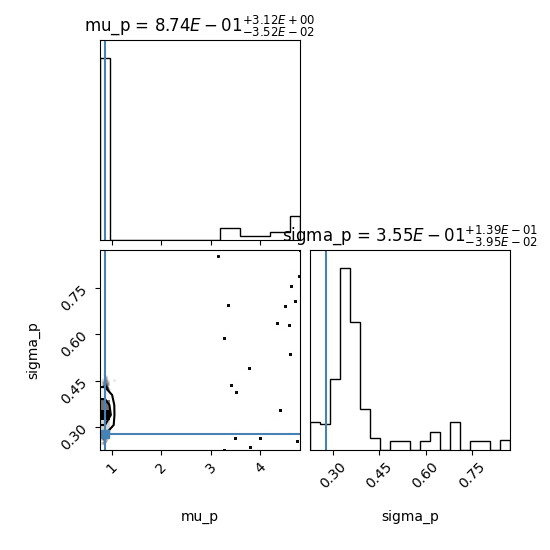 mu_p = 8.74E − 01+3.12E + 00
−3.52E − 02
sigma_p = 3.55E − 01+1.39E − 01
−3.95E − 02
sigma_p
0.75
0.60
0.45
0.30
1
2
3
4
mu_p
0.30
0.45
0.60
0.75
sigma_p